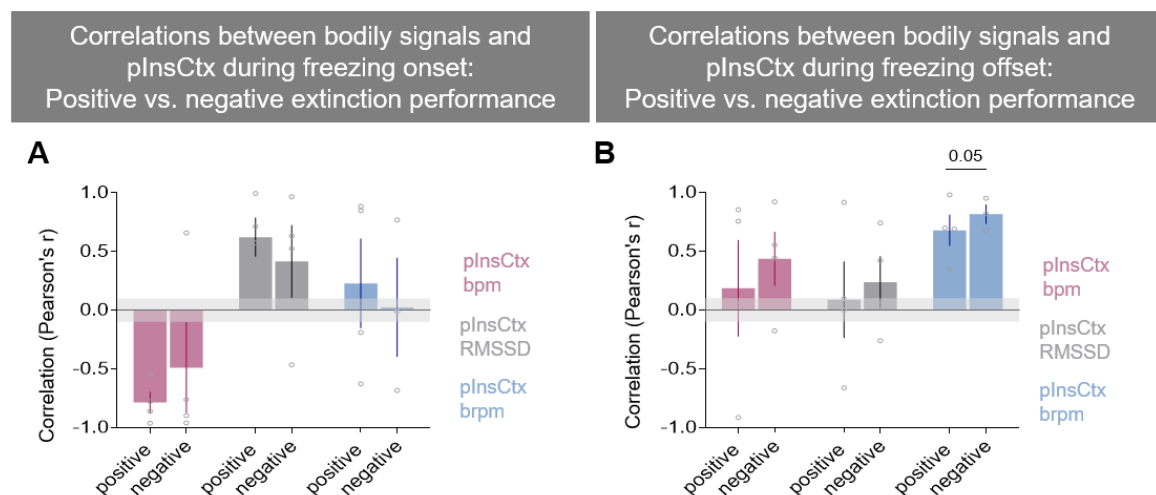 Correlations between bodily signals and
pInsCtx during freezing onset:
Positive vs. negative extinction performance
Correlations between bodily signals and
pInsCtx during freezing offset:
Positive vs. negative extinction performance
A
Correlation (Pearson's r)
1.0
0.5
0.0
-0.5
-1.0
positive
negative
positive
negative
positive
negative
pInsCtx
bpm
pInsCtx
RMSSD
pInsCtx
brpm
B
Correlation (Pearson's r)
1.0
0.5
0.0
-0.5
-1.0
0.05
positive
negative
positive
negative
positive
negative
pInsCtx
bpm
pInsCtx
RMSSD
pInsCtx
brpm